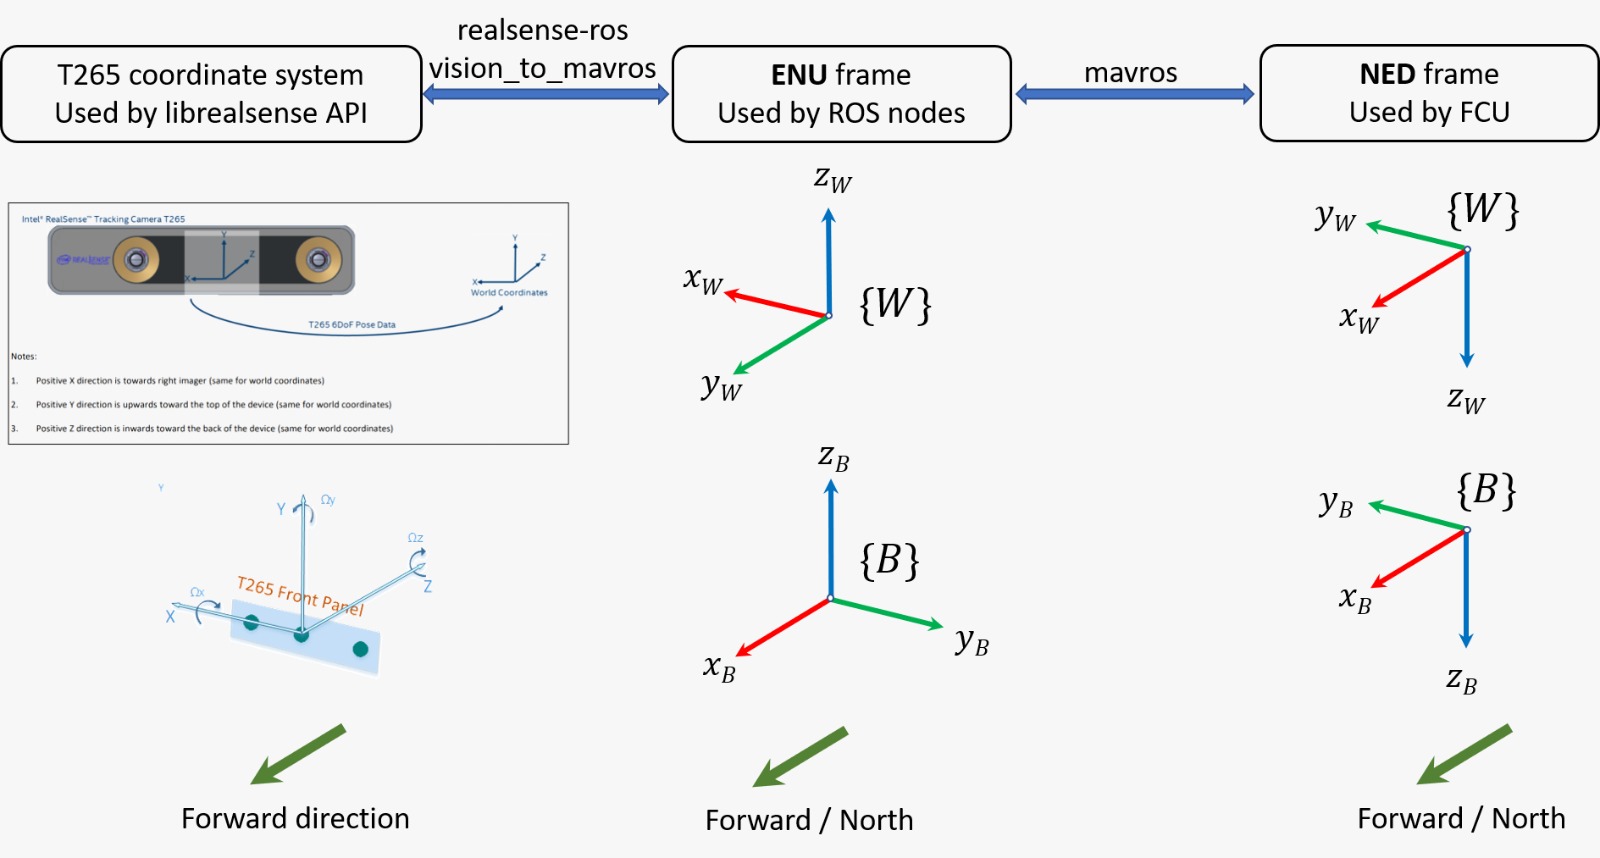 realsense-ros
vision_to_mavros
mavros
T265 coordinate system
Used by librealsense API
ENU frame
Used by ROS nodes
NED frame
Used by FCU
Intel® RealSense™ Tracking Camera T265
REALSENSE
Y
Z
X
Y
Z
X
World Coordinates
T265 6DoF Pose Data
Notes:
1. Positive X direction is towards right imager (same for world coordinates)
2. Positive Y direction is upwards toward the top of the device (same for world coordinates)
3. Positive Z direction is inwards toward the back of the device (same for world coordinates)
z_W
x_W
{W}
y_W
y_W
{W}
x_W
z_W
Y
Y
Ωy
Ωz
Z
T265 Front Panel
Ωx
X
z_B
{B}
y_B
x_B
y_B
{B}
x_B
z_B
Forward direction
Forward / North
Forward / North